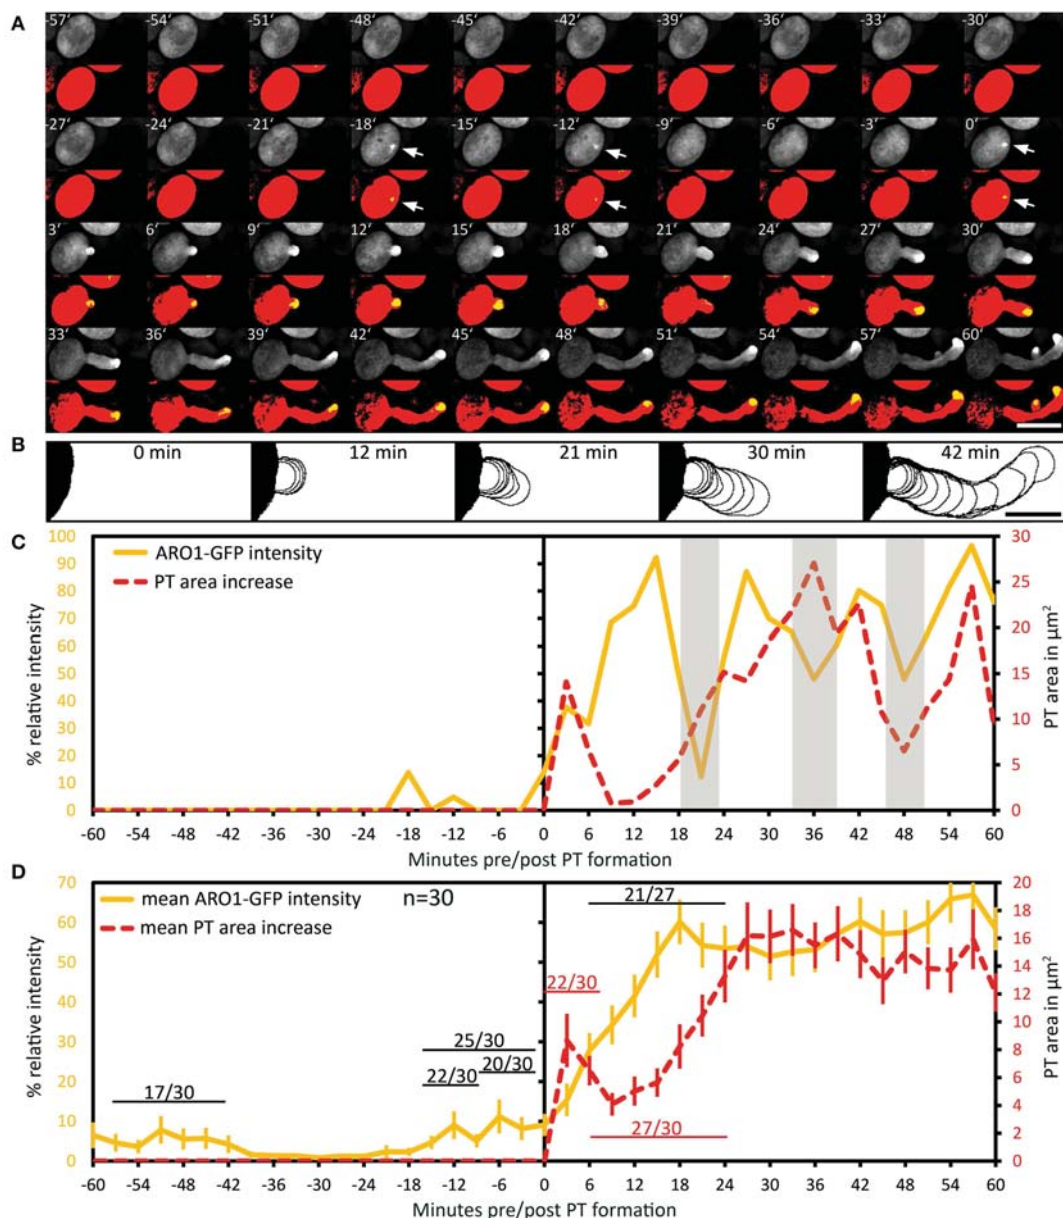 A
-57' -54' -51' -48' -45' -42' -39' -36' -33' -30'
-27' -24' -21' -18' -15' -12' -9' -6' -3' 0'
3' 6' 9' 12' 15' 18' 21' 24' 27' 30'
33' 36' 39' 42' 45' 48' 51' 54' 57' 60'
B
0 min 12 min 21 min 30 min 42 min
C
ARO1-GFP intensity
PT area increase
% relative intensity
100
90
80
70
60
50
40
30
20
10
0
PT area in µm²
30
25
20
15
10
5
0
-60 -54 -48 -42 -36 -30 -24 -18 -12 -6 0 6 12 18 24 30 36 42 48 54 60
Minutes pre/post PT formation
D
mean ARO1-GFP intensity
n=30
mean PT area increase
21/27
22/30
25/30
22/30
20/30
17/30
27/30
% relative intensity
70
60
50
40
30
20
10
0
PT area in µm²
20
18
16
14
12
10
8
6
4
2
0
-60 -54 -48 -42 -36 -30 -24 -18 -12 -6 0 6 12 18 24 30 36 42 48 54 60
Minutes pre/post PT formation